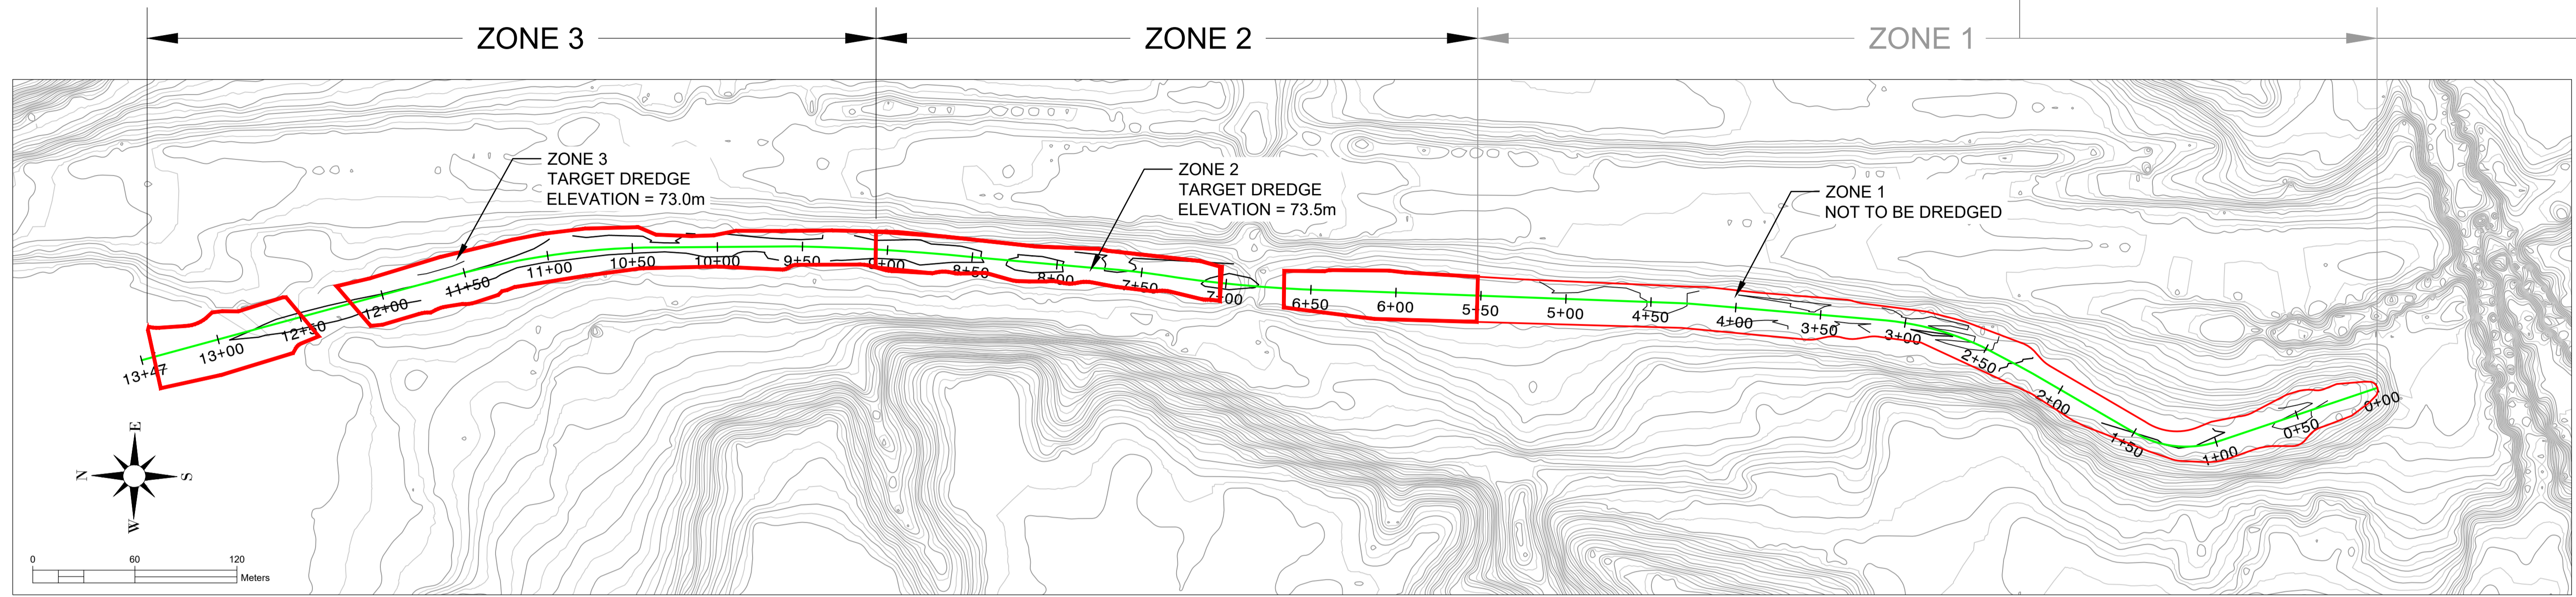 ZONE 3
ZONE 2
ZONE 1
ZONE 3
TARGET DREDGE
ELEVATION = 73.0m
ZONE 2
TARGET DREDGE
ELEVATION = 73.5m
ZONE 1
NOT TO BE DREDGED
13+47
13+00
12+50
12+00
11+50
11+00
10+50
10+00
9+50
9+00
8+50
8+00
7+50
7+00
6+50
6+00
5+50
5+00
4+50
4+00
3+50
3+00
2+50
2+00
1+50
1+00
0+50
0+00
E
N
S
W
0 60 120
Meters